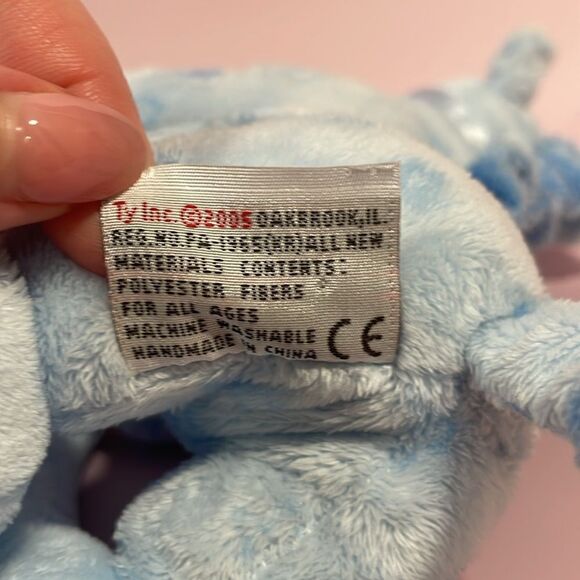 Ty Inc. ©2005 OAKBROOK, IL.
REG.NO.PA-1965(KR)ALL NEW
MATERIALS CONTENTS:
POLYESTER FIBERS
FOR ALL AGES
MACHINE WASHABLE
HANDMADE IN CHINA CE